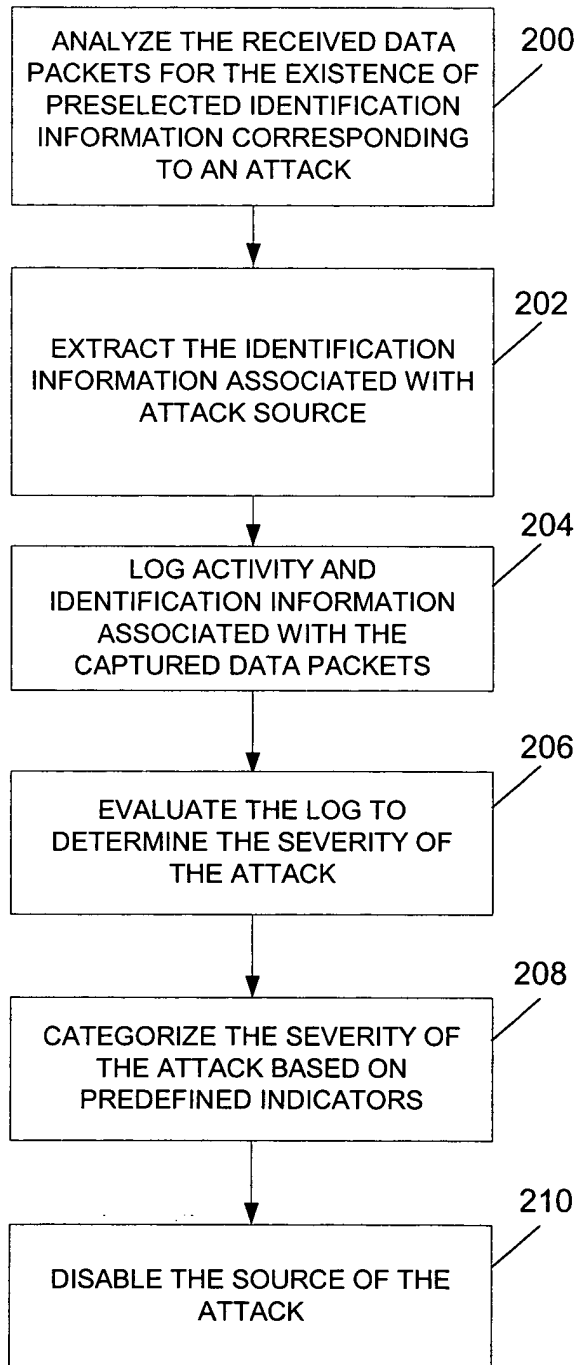 ANALYZE THE RECEIVED DATA
PACKETS FOR THE EXISTENCE OF
PRESELECTED IDENTIFICATION
INFORMATION CORRESPONDING
TO AN ATTACK
200
EXTRACT THE IDENTIFICATION
INFORMATION ASSOCIATED WITH
ATTACK SOURCE
202
LOG ACTIVITY AND
IDENTIFICATION INFORMATION
ASSOCIATED WITH THE
CAPTURED DATA PACKETS
204
EVALUATE THE LOG TO
DETERMINE THE SEVERITY OF
THE ATTACK
206
CATEGORIZE THE SEVERITY OF
THE ATTACK BASED ON
PREDEFINED INDICATORS
208
DISABLE THE SOURCE OF THE
ATTACK
210